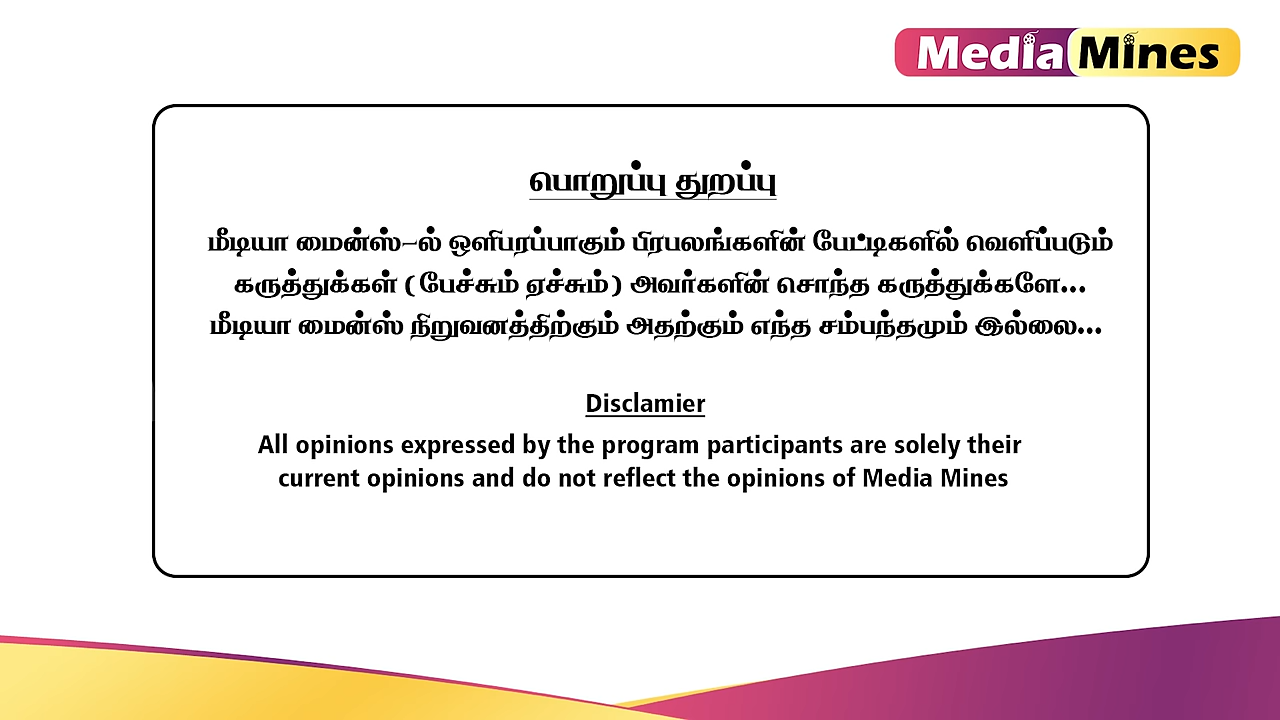 Media Mines
பொறுப்பு துறப்பு
மீடியா மைன்ஸ்-ல் ஒளிபரப்பாகும் பிரபலங்களின் பேட்டிகளில் வெளிப்படும்
கருத்துக்கள் (பேச்சும் ஏச்சும்) அவர்களின் சொந்த கருத்துக்களே...
மீடியா மைன்ஸ் நிறுவனத்திற்கும் அதற்கும் எந்த சம்பந்தமும் இல்லை...
Disclamier
All opinions expressed by the program participants are solely their
current opinions and do not reflect the opinions of Media Mines